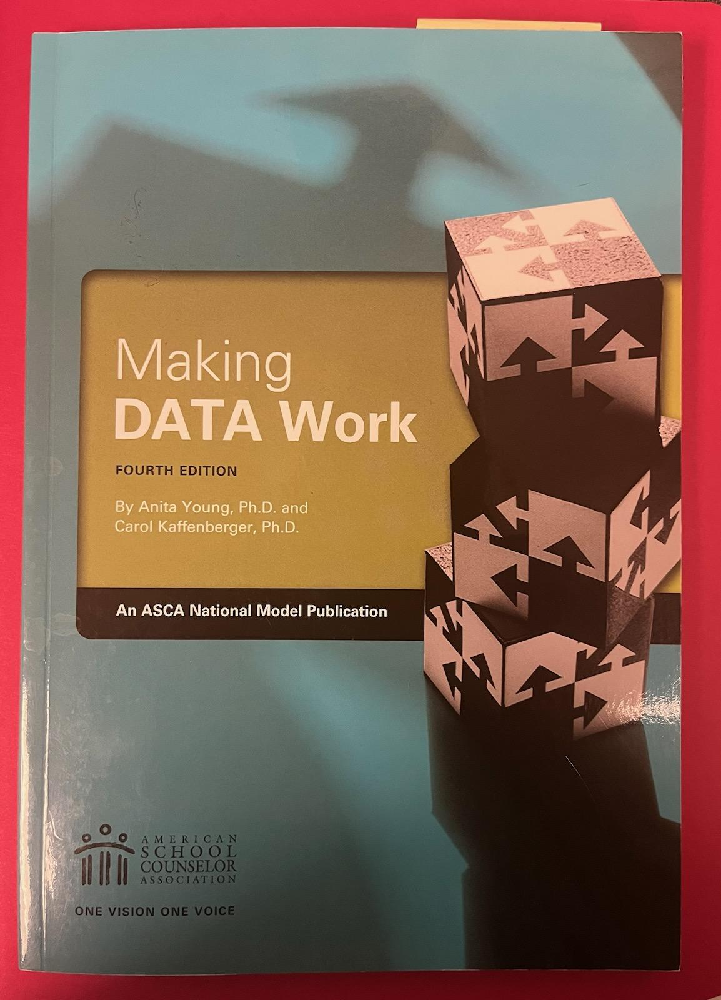 Making
DATA Work
FOURTH EDITION
By Anita Young, Ph.D. and
Carol Kaffenberger, Ph.D.
An ASCA National Model Publication
AMERICAN
SCHOOL
COUNSELOR
ASSOCIATION
ONE VISION ONE VOICE